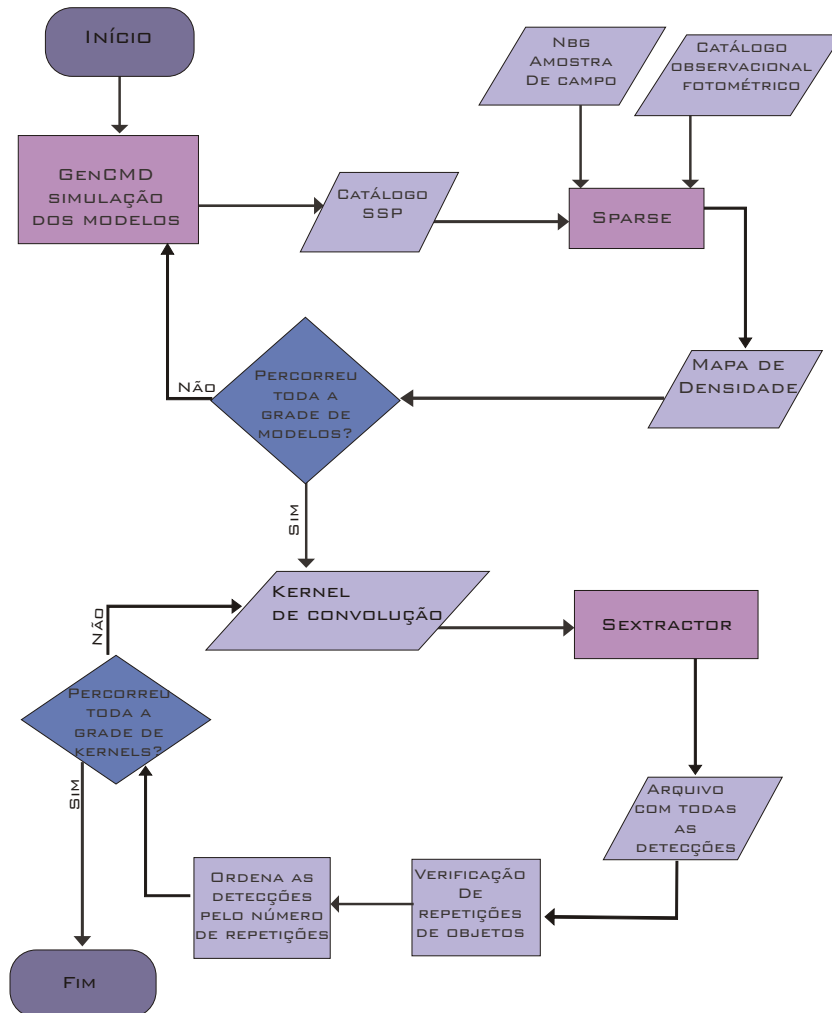 Início
Nbg
Amostra
De campo
Catálogo
observacional
fotométrico
GenCMD
simulação
dos modelos
Catálogo
SSP
Sparse
Não
Percorreu
toda a
grade de
modelos?
Mapa de
Densidade
Sim
Kernel
de convolução
Sextractor
Não
Percorreu
toda a
grade de
kernels?
Sim
Arquivo
com todas
as
detecções
Verificação
De
repetições
de objetos
Ordena as
detecções
pelo número
de repetições
Fim